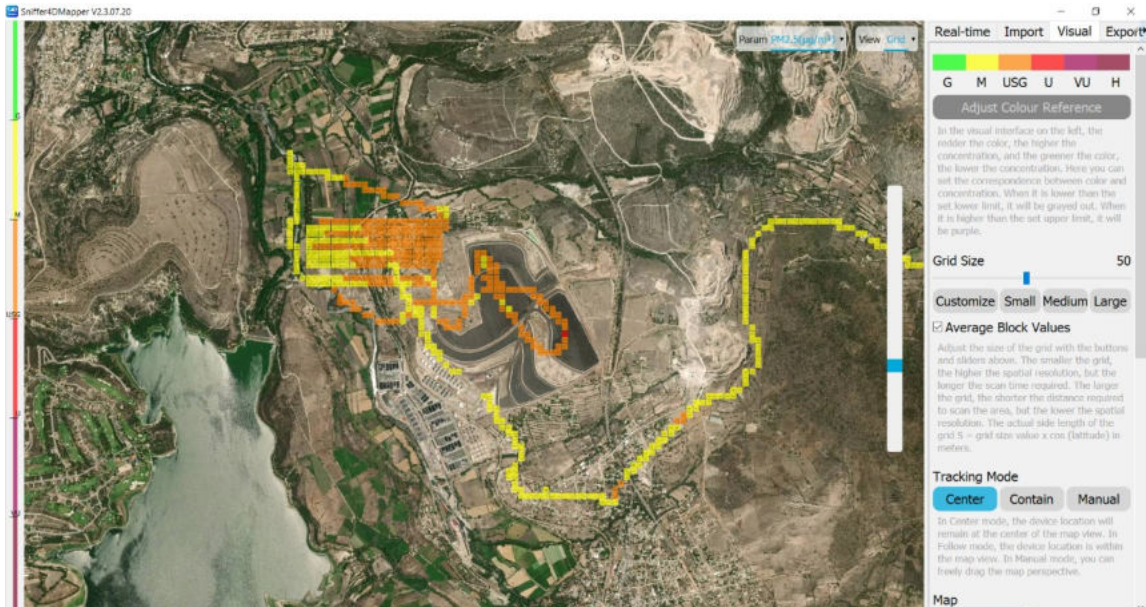 Sniffer4DMapper V2.3.07.20
Param PM2.5(μg/m³) View Grid
Real-time Import Visual Export
G M USG U VU H
Adjust Colour Reference
In the visual interface on the left, the
redder the color, the higher the
concentration, and the greener the color,
the lower the concentration. Here you can
set the correspondence between color and
concentration. When it is lower than the
set lower limit, it will be grayed out. When
it is higher than the set upper limit, it will
be purple.
Grid Size 50
Customize Small Medium Large
Average Block Values
Adjust the size of the grid with the buttons
and sliders above. The smaller the grid,
the higher the spatial resolution, but the
longer the scan time required. The larger
the grid, the shorter the distance required
to scan the area, but the lower the spatial
resolution. The actual side length of the
grid S = grid size value x cos (latitude) in
meters.
Tracking Mode
Center Contain Manual
In Center mode, the device location will
remain at the center of the map view. In
Follow mode, the device location is within
the map view. In Manual mode, you can
freely drag the map perspective.
Map
G
M
USG
U
VU